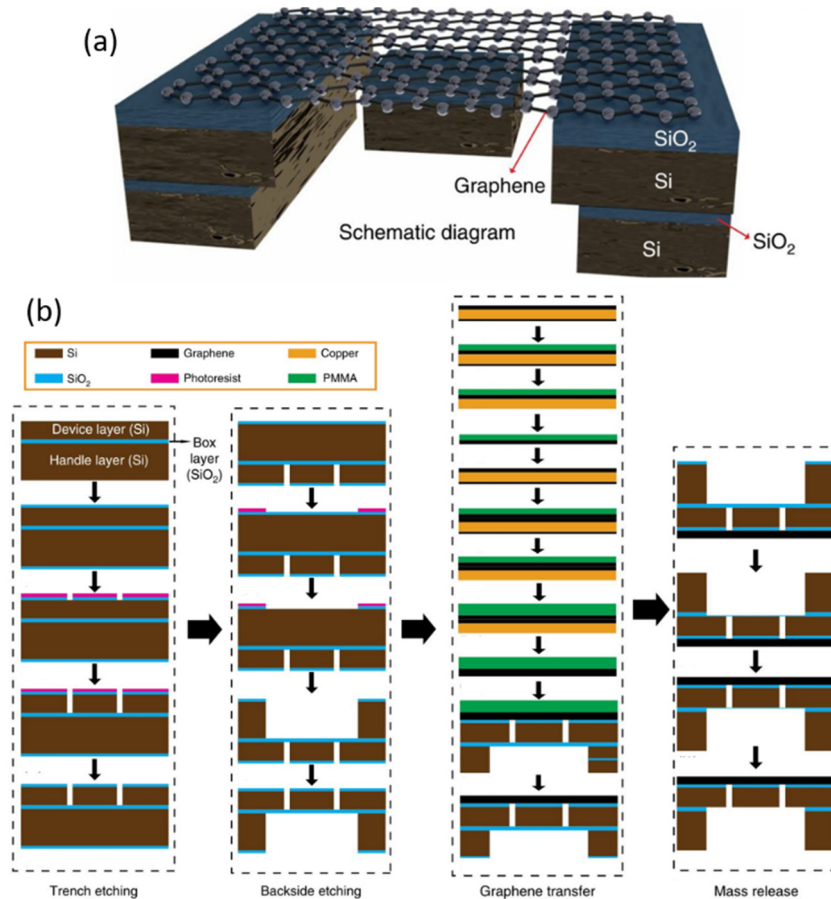 (a)
SiO₂
Si
Graphene
Schematic diagram
SiO₂
Si
(b)
Si
Graphene
Copper
SiO₂
Photoresist
PMMA
Device layer (Si)
Handle layer (Si)
Box
layer
(SiO₂)
Trench etching
Backside etching
Graphene transfer
Mass release